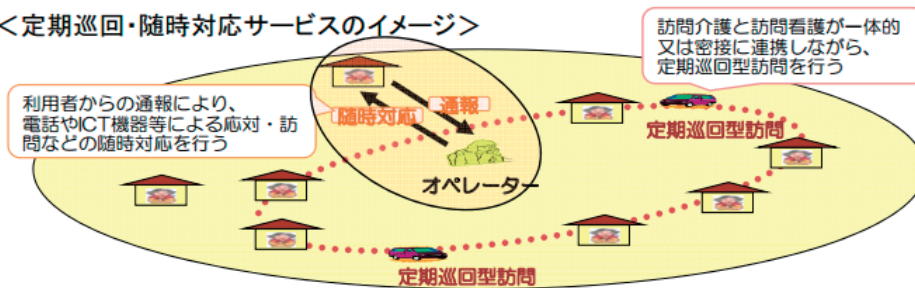 ＜定期巡回・随時対応サービスのイメージ＞
訪問介護と訪問看護が一体的
又は密接に連携しながら、
定期巡回型訪問を行う
利用者からの通報により、
電話やICT機器等による応対・訪
問などの随時対応を行う
通報
随時対応
定期巡回型訪問
オペレーター
定期巡回型訪問